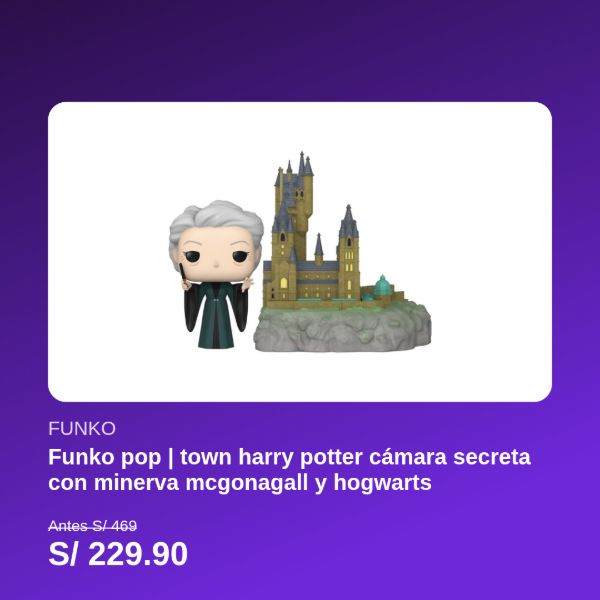 FUNKO
Funko pop | town harry potter cámara secreta
con minerva mcgonagall y hogwarts
Antes S/ 469
S/ 229.90